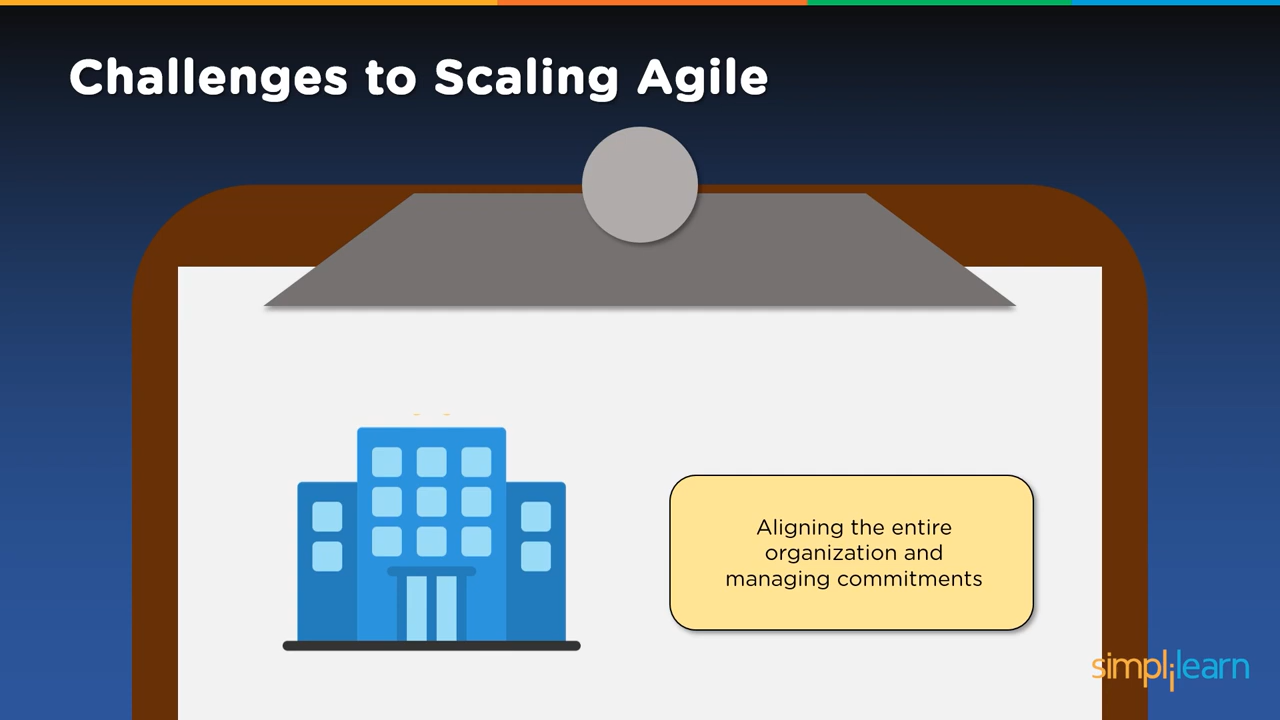 Challenges to Scaling Agile
Aligning the entire
organization and
managing commitments
simplilearn